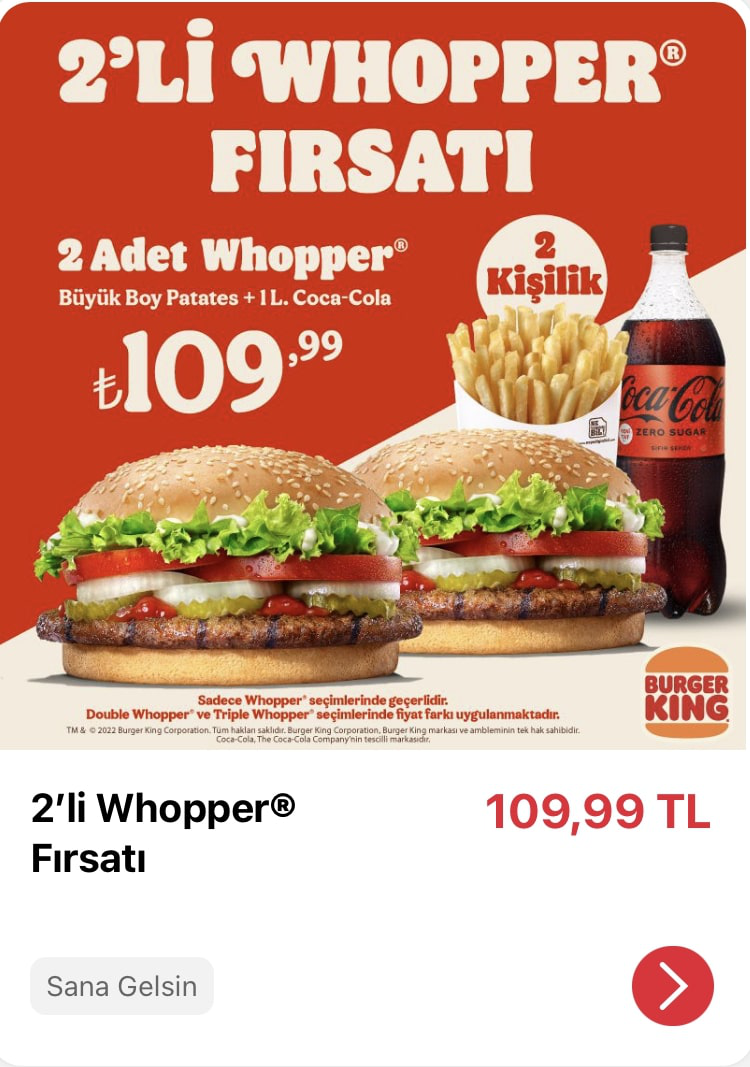 2'Lİ WHOPPER®
FIRSATI
2 Adet Whopper®
Büyük Boy Patates + 1 L. Coca-Cola
₺109,99
2
Kişilik
Coca-Cola
ZERO SUGAR
SIFIR ŞEKER
BURGER
KING
Sadece Whopper® seçimlerinde geçerlidir.
Double Whopper® ve Triple Whopper® seçimlerinde fiyat farkı uygulanmaktadır.
TM & © 2022 Burger King Corporation. Tüm hakları saklıdır. Burger King Corporation, Burger King markası ve ambleminin tek hak sahibidir.
Coca-Cola, The Coca-Cola Company'nin tescilli markasıdır.
2'li Whopper®
Fırsatı
109,99 TL
Sana Gelsin